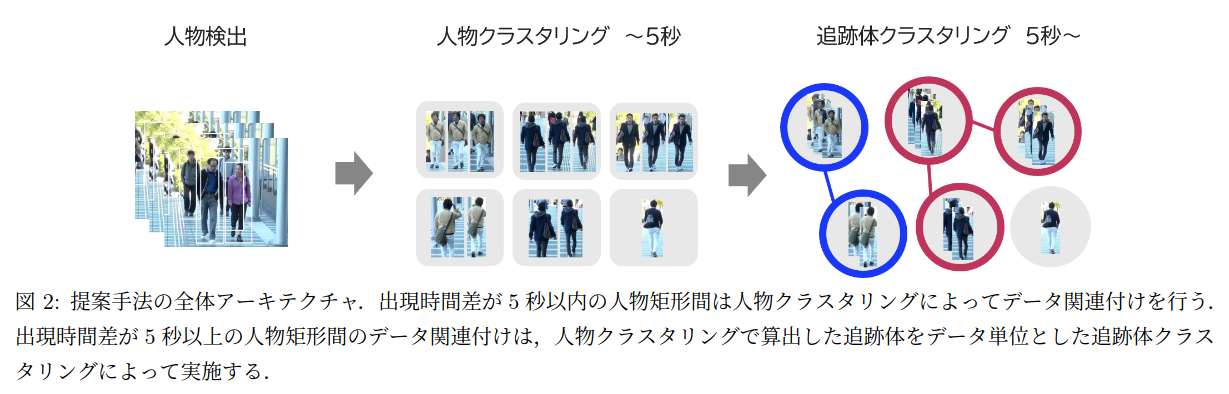 人物検出
人物クラスタリング ～5秒
追跡体クラスタリング 5秒～
図 2: 提案手法の全体アーキテクチャ．出現時間差が 5 秒以内の人物矩形間は人物クラスタリングによってデータ関連付けを行う．
出現時間差が 5 秒以上の人物矩形間のデータ関連付けは，人物クラスタリングで算出した追跡体をデータ単位とした追跡体クラス
タリングによって実施する．